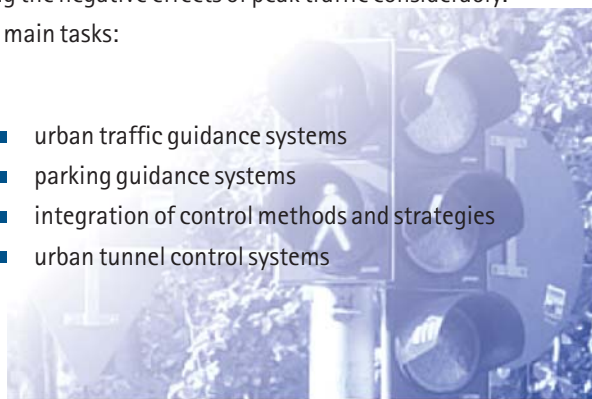 the negative effects of peak traffic considerably.
main tasks:
urban traffic guidance systems
parking guidance systems
integration of control methods and strategies
urban tunnel control systems